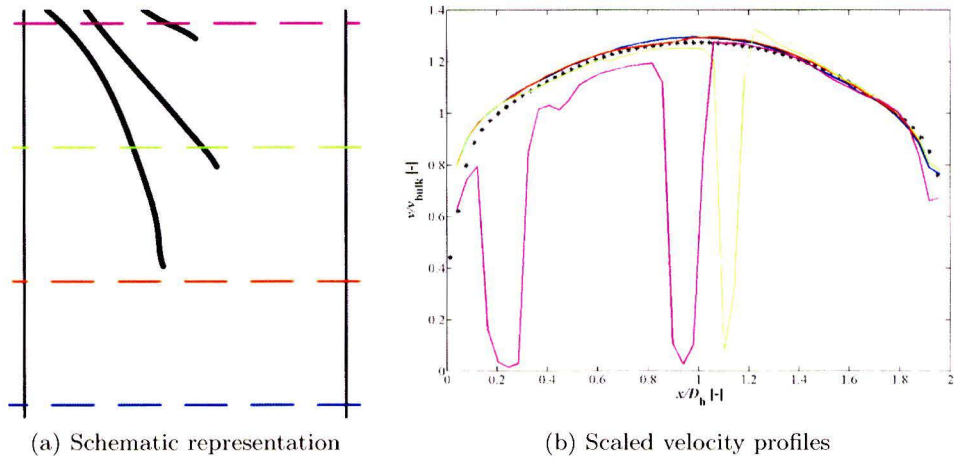 1.4
1.2
1
0.8
0.6
0.4
0.2
0
v/v_bulk [-]
0 0.2 0.4 0.6 0.8 1 1.2 1.4 1.6 1.8 2
x/D_h [-]
(a) Schematic representation
(b) Scaled velocity profiles